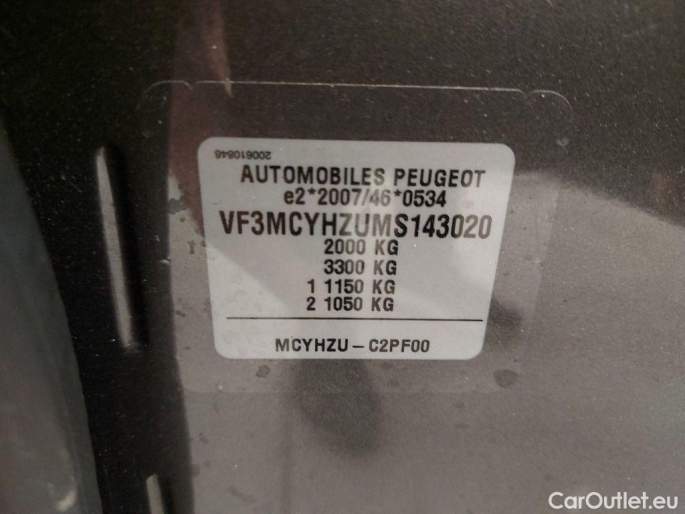 200610846
AUTOMOBILES PEUGEOT
e2*2007/46*0534
VF3MCYHZUMS143020
2000 KG
3300 KG
1 1150 KG
2 1050 KG
MCYHZU – C2PF00
CarOutlet.eu